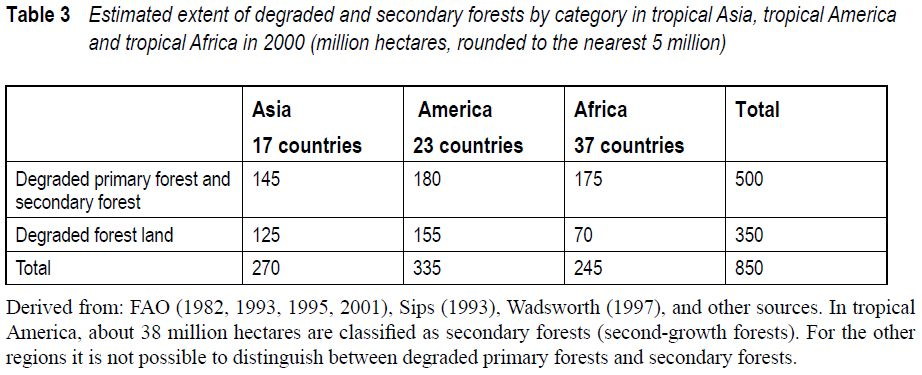 Table 3 Estimated extent of degraded and secondary forests by category in tropical Asia, tropical America
and tropical Africa in 2000 (million hectares, rounded to the nearest 5 million)
Asia America Africa Total
17 countries 23 countries 37 countries
Degraded primary forest and 145 180 175 500
secondary forest
Degraded forest land 125 155 70 350
Total 270 335 245 850
Derived from: FAO (1982, 1993, 1995, 2001), Sips (1993), Wadsworth (1997), and other sources. In tropical
America, about 38 million hectares are classified as secondary forests (second-growth forests). For the other
regions it is not possible to distinguish between degraded primary forests and secondary forests.